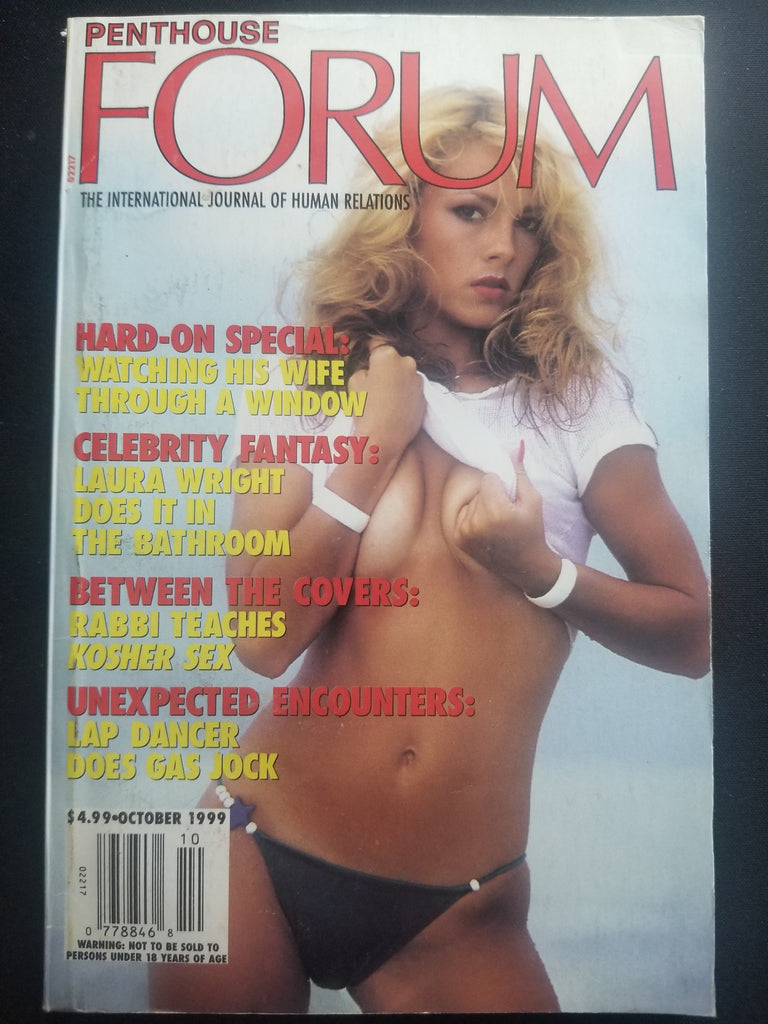 PENTHOUSE
FORUM
02217
THE INTERNATIONAL JOURNAL OF HUMAN RELATIONS
HARD-ON SPECIAL:
WATCHING HIS WIFE
THROUGH A WINDOW
CELEBRITY FANTASY:
LAURA WRIGHT
DOES IT IN
THE BATHROOM
BETWEEN THE COVERS:
RABBI TEACHES
KOSHER SEX
UNEXPECTED ENCOUNTERS:
LAP DANCER
DOES GAS JOCK
$4.99•OCTOBER 1999
10
02217
0 778846 8
WARNING: NOT TO BE SOLD TO
PERSONS UNDER 18 YEARS OF AGE